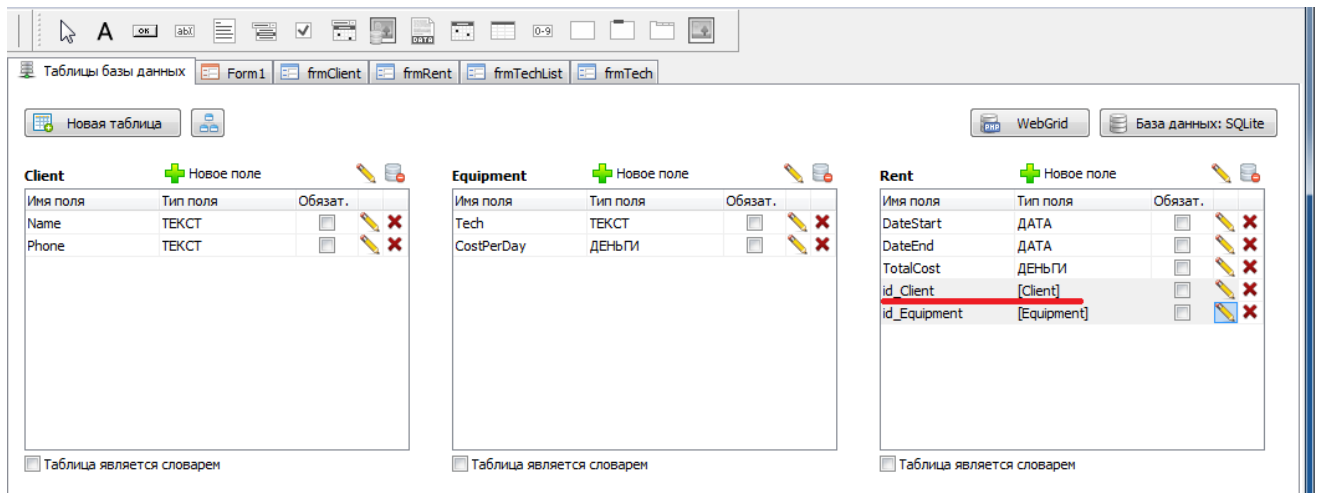 A OK abI DATA 0-9
Таблицы базы данных Form1 frmClient frmRent frmTechList frmTech
Новая таблица PHP WebGrid База данных: SQLite
Client Новое поле
Имя поля Тип поля Обязат.
Name ТЕКСТ
Phone ТЕКСТ
Таблица является словарем
Equipment Новое поле
Имя поля Тип поля Обязат.
Tech ТЕКСТ
CostPerDay ДЕНЬГИ
Таблица является словарем
Rent Новое поле
Имя поля Тип поля Обязат.
DateStart ДАТА
DateEnd ДАТА
TotalCost ДЕНЬГИ
id_Client [Client]
id_Equipment [Equipment]
Таблица является словарем